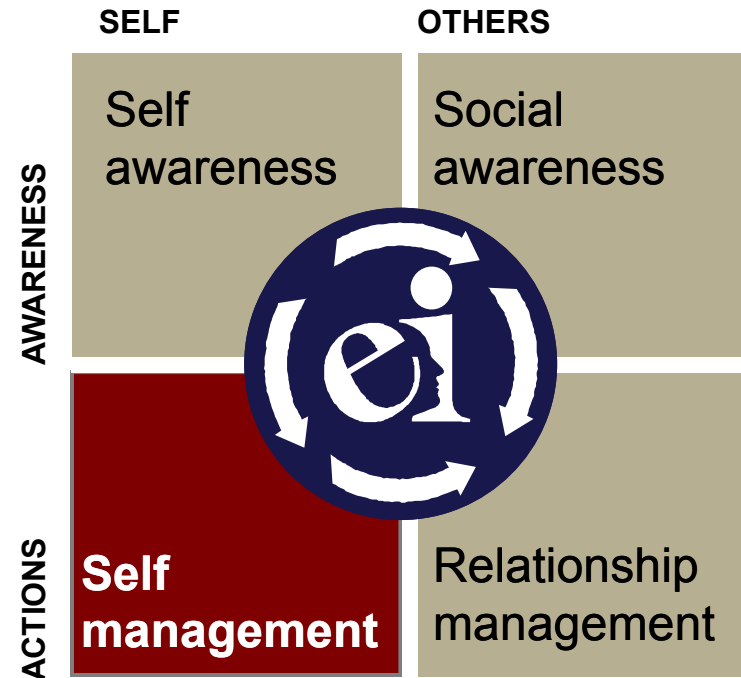 SELF
OTHERS
AWARENESS
Self
awareness
Social
awareness
ei
ACTIONS
Self
management
Relationship
management